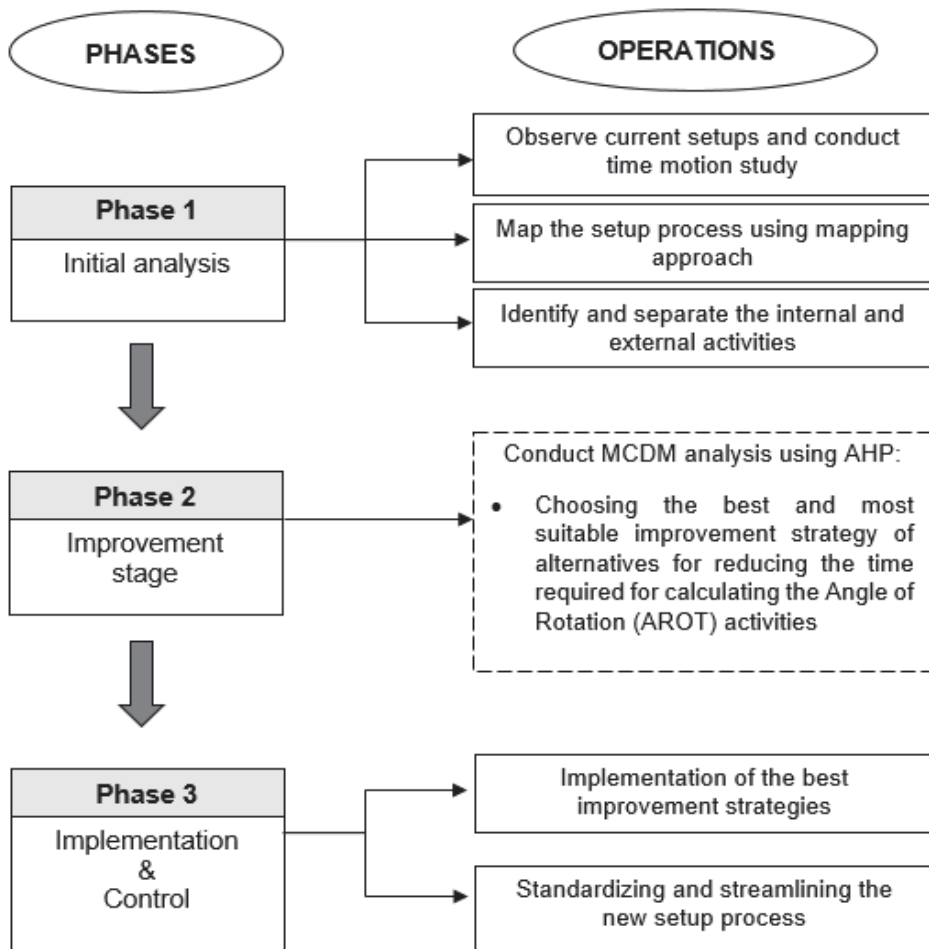 PHASES
OPERATIONS
Observe current setups and conduct
time motion study
Phase 1
Initial analysis
Map the setup process using mapping
approach
Identify and separate the internal and
external activities
Phase 2
Improvement
stage
Conduct MCDM analysis using AHP:
• Choosing the best and most
suitable improvement strategy of
alternatives for reducing the time
required for calculating the Angle of
Rotation (AROT) activities
Phase 3
Implementation
&
Control
Implementation of the best
improvement strategies
Standardizing and streamlining the
new setup process